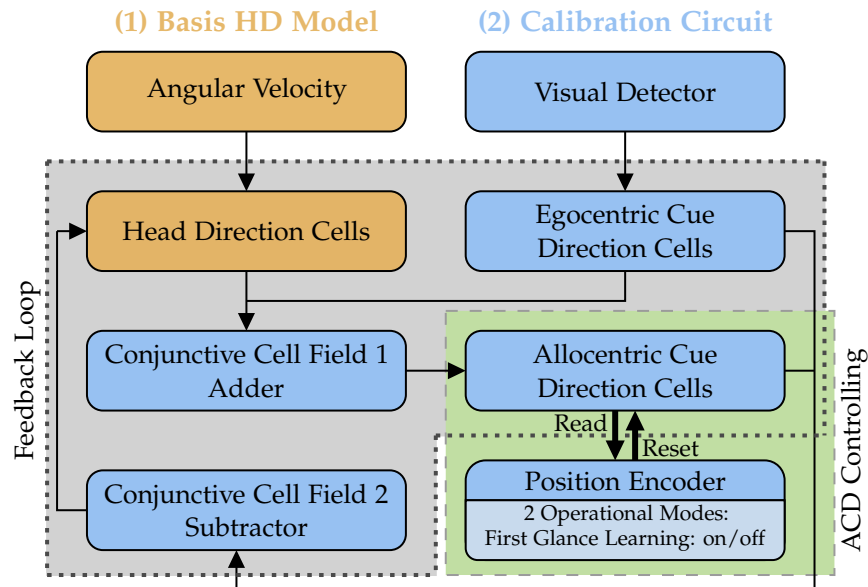 (1) Basis HD Model
(2) Calibration Circuit
Angular Velocity
Visual Detector
Head Direction Cells
Egocentric Cue
Direction Cells
Feedback Loop
Conjunctive Cell Field 1
Adder
Allocentric Cue
Direction Cells
Read
Reset
ACD Controlling
Conjunctive Cell Field 2
Subtractor
Position Encoder
2 Operational Modes:
First Glance Learning: on/off